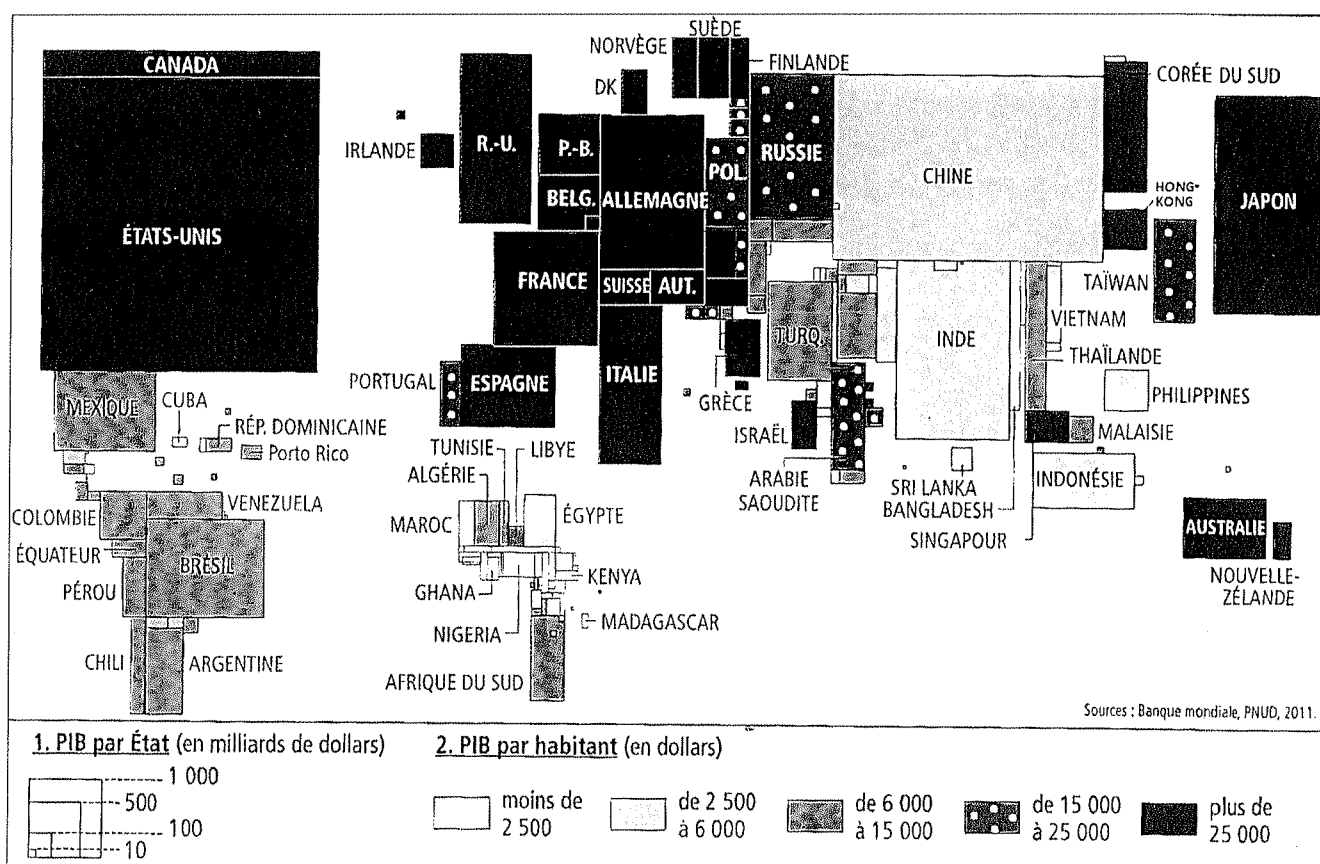 SUÈDE
NORVÈGE
FINLANDE
CANADA
DK
CORÉE DU SUD
IRLANDE
R.-U.
P.-B.
POL.
RUSSIE
CHINE
BELG.
ALLEMAGNE
HONG-
KONG
JAPON
ÉTATS-UNIS
FRANCE
SUISSE
AUT.
TAÏWAN
TURQ.
INDE
VIETNAM
THAÏLANDE
PORTUGAL
ESPAGNE
ITALIE
GRÈCE
PHILIPPINES
MEXIQUE
CUBA
RÉP. DOMINICAINE
Porto Rico
ISRAËL
MALAISIE
TUNISIE
LIBYE
ALGÉRIE
ARABIE
SAOUDITE
SRI LANKA
BANGLADESH
INDONÉSIE
VENEZUELA
COLOMBIE
MAROC
ÉGYPTE
SINGAPOUR
AUSTRALIE
ÉQUATEUR
BRÉSIL
PÉROU
GHANA
KENYA
NOUVELLE-
ZÉLANDE
NIGERIA
MADAGASCAR
CHILI
ARGENTINE
AFRIQUE DU SUD
Sources : Banque mondiale, PNUD, 2011.
1. PIB par État (en milliards de dollars)
1 000
500
100
10
2. PIB par habitant (en dollars)
moins de
2 500
de 2 500
à 6 000
de 6 000
à 15 000
de 15 000
à 25 000
plus de
25 000